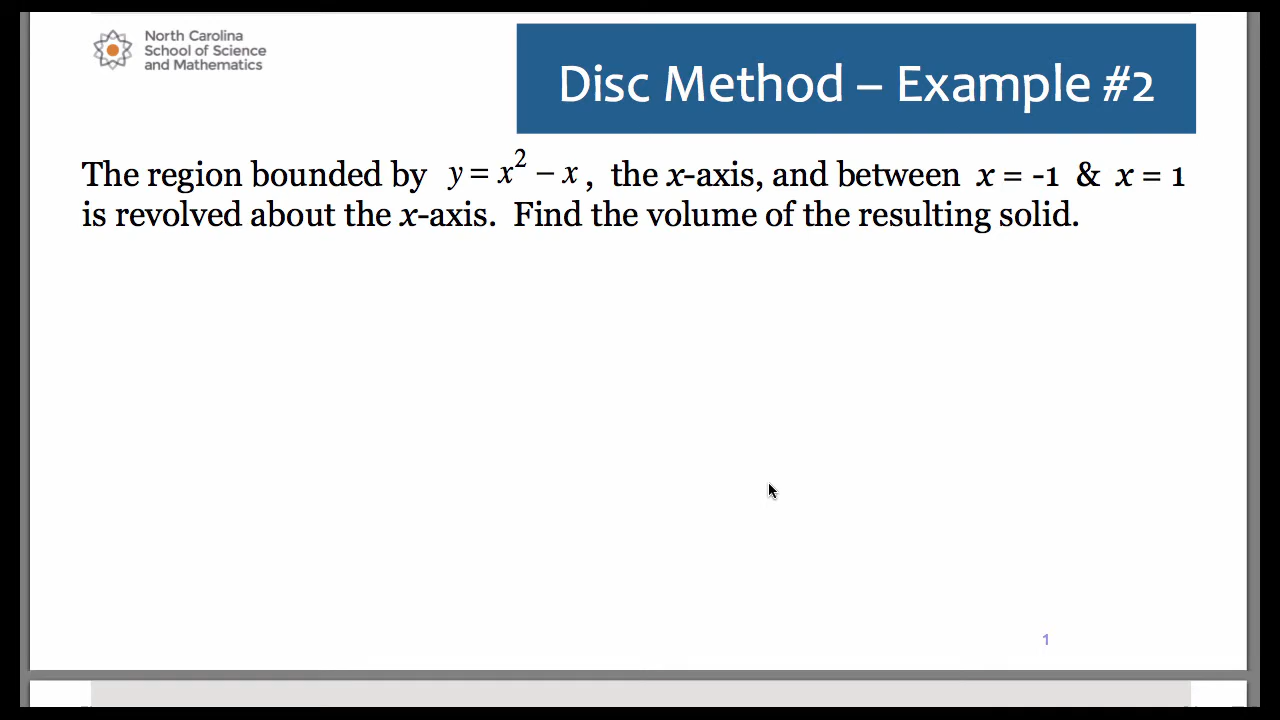 North Carolina
School of Science
and Mathematics
Disc Method – Example #2
The region bounded by y = x² – x, the x-axis, and between x = -1 & x = 1
is revolved about the x-axis. Find the volume of the resulting solid.
1